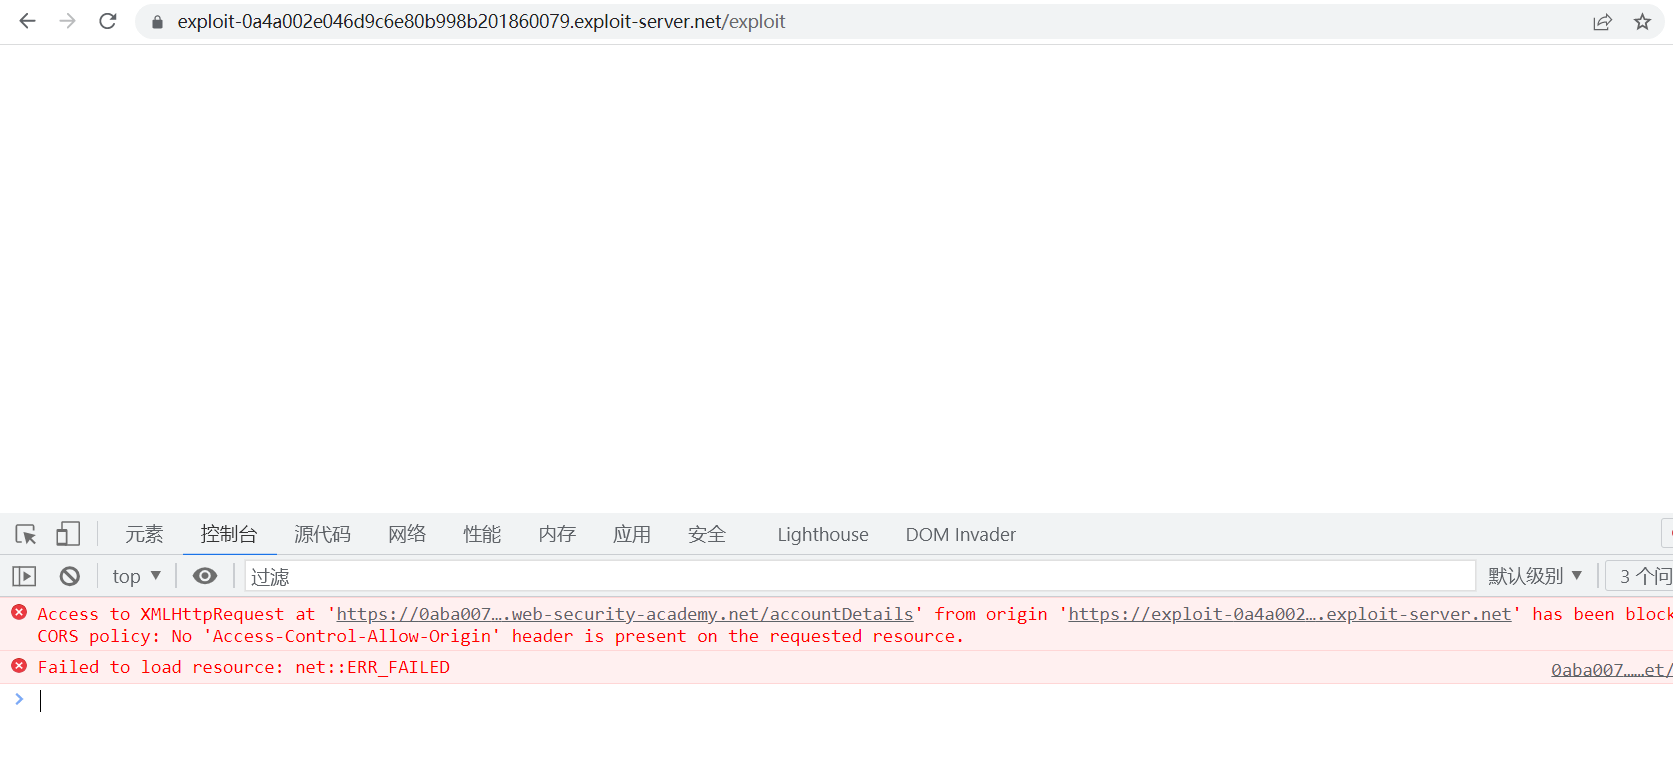 exploit-0a4a002e046d9c6e80b998b201860079.exploit-server.net/exploit
元素 控制台 源代码 网络 性能 内存 应用 安全 Lighthouse DOM Invader
top 过滤 默认级别 3 个问
Access to XMLHttpRequest at 'https://0aba007….web-security-academy.net/accountDetails' from origin 'https://exploit-0a4a002….exploit-server.net' has been block
CORS policy: No 'Access-Control-Allow-Origin' header is present on the requested resource.
Failed to load resource: net::ERR_FAILED 0aba007……et/